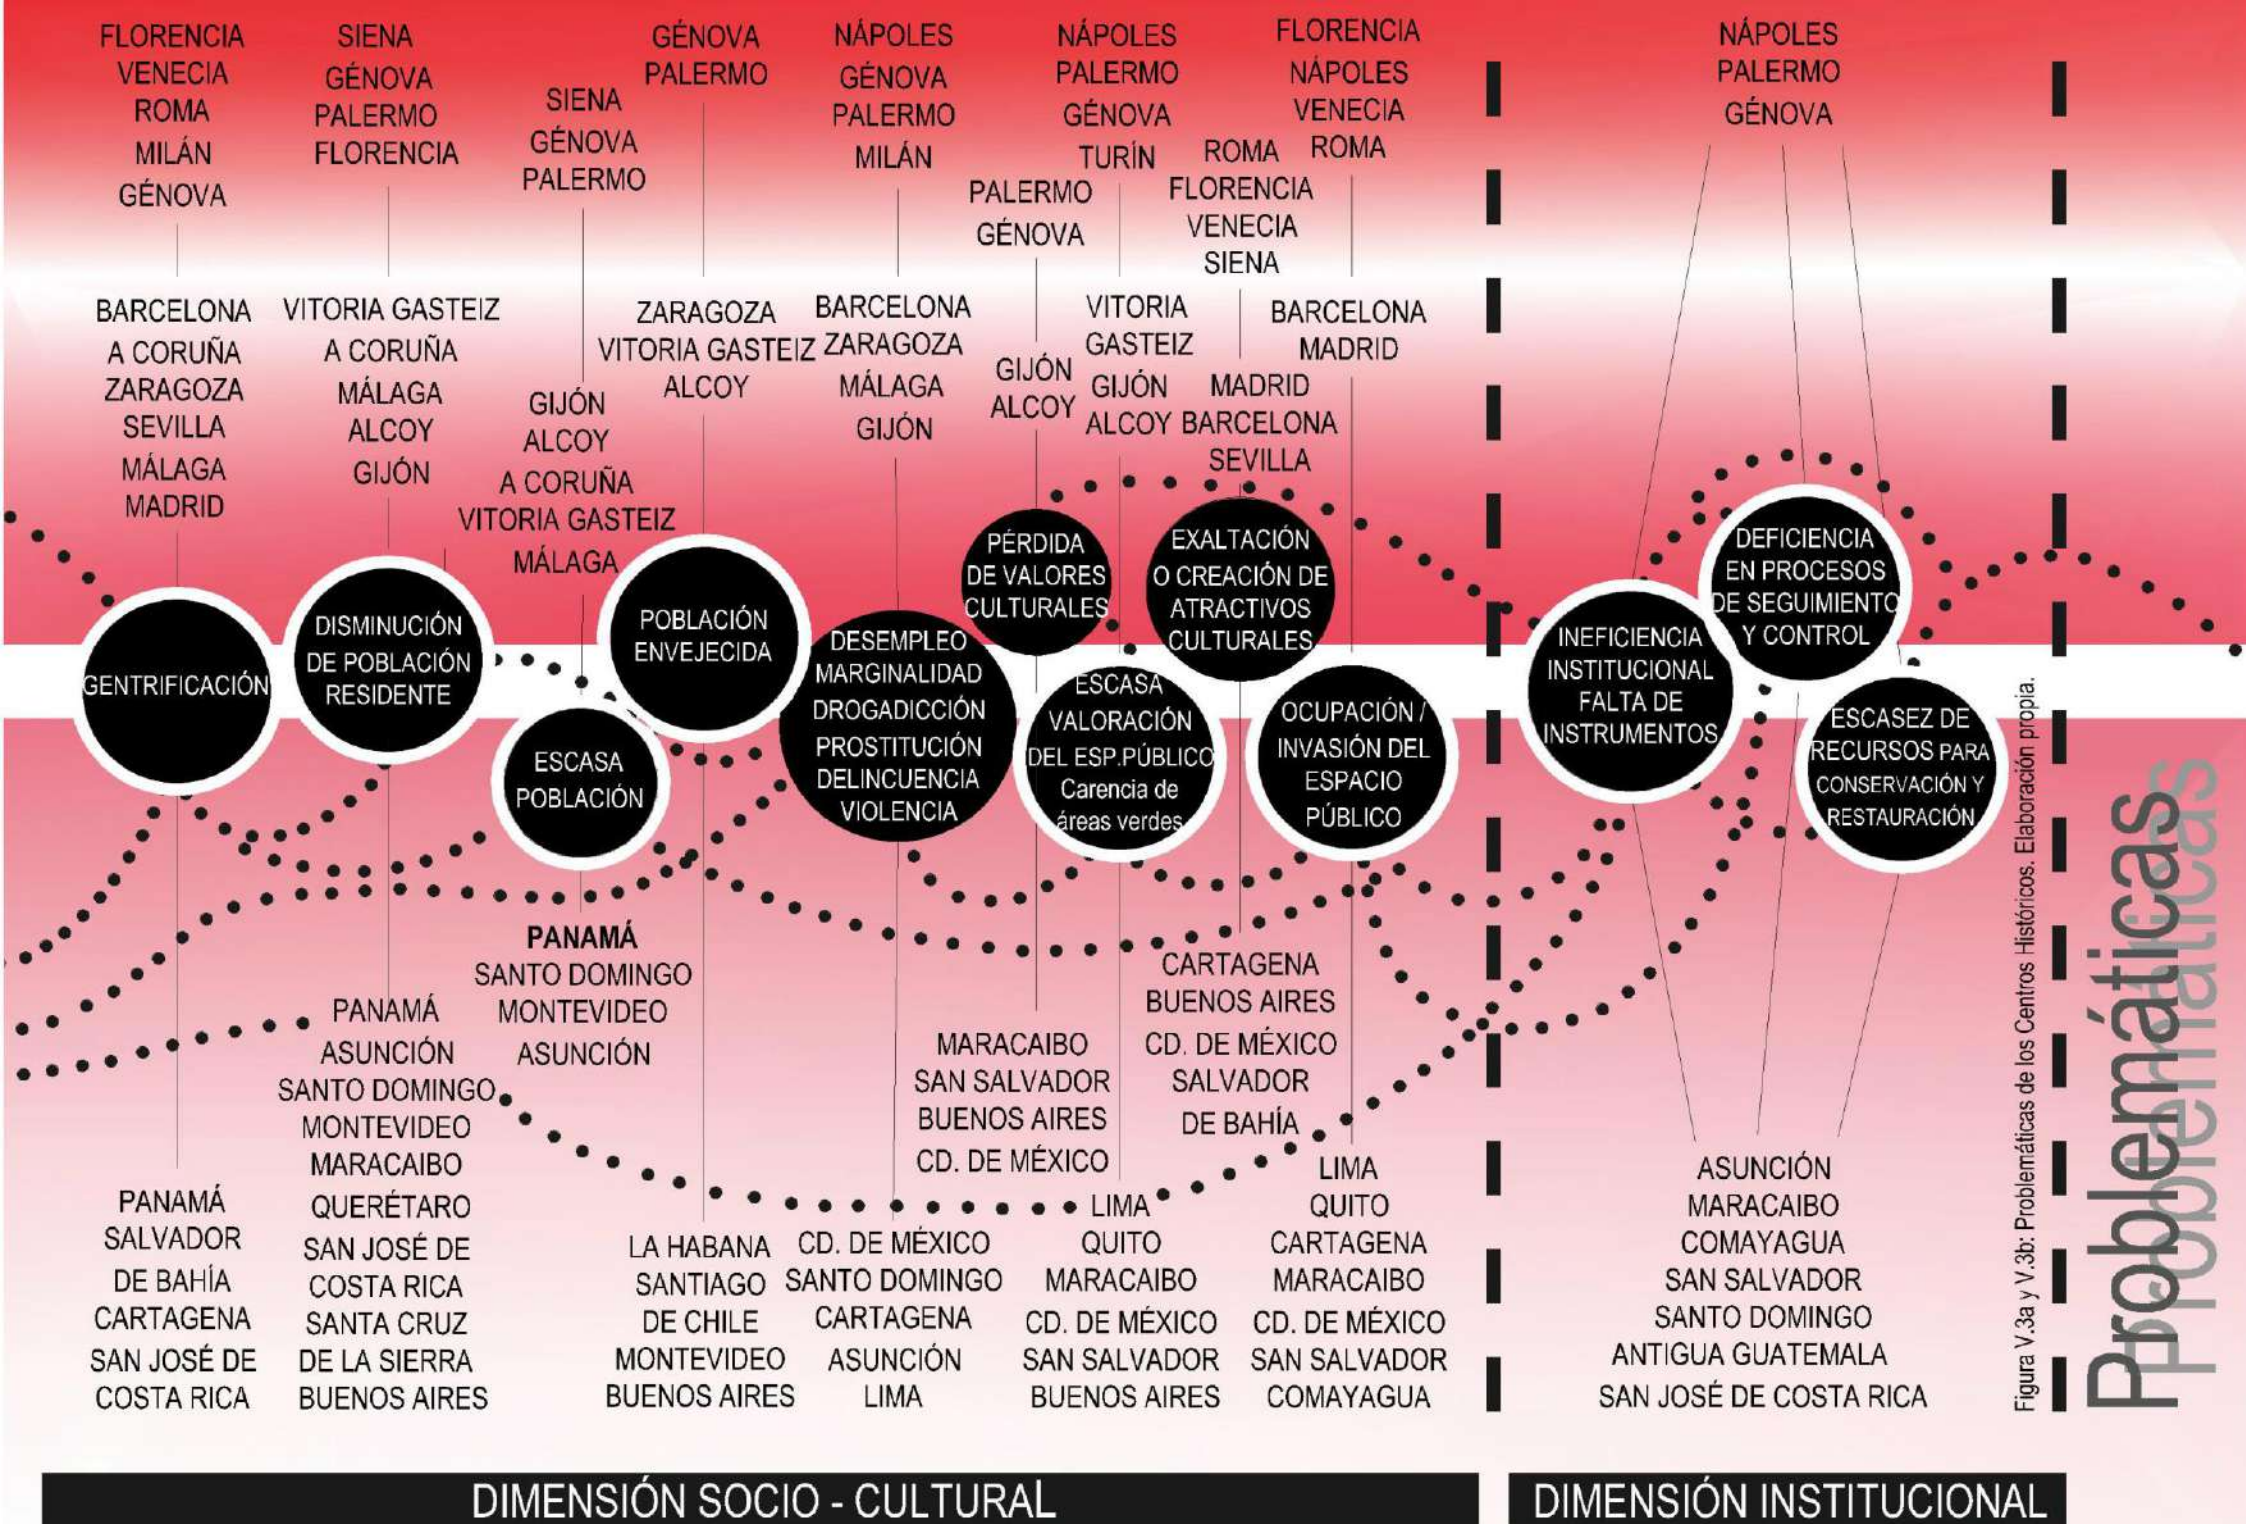 FLORENCIA
VENECIA
ROMA
MILÁN
GÉNOVA
SIENA
GÉNOVA
PALERMO
FLORENCIA
SIENA
GÉNOVA
PALERMO
GÉNOVA
PALERMO
NÁPOLES
GÉNOVA
PALERMO
MILÁN
PALERMO
GÉNOVA
NÁPOLES
PALERMO
GÉNOVA
TURÍN
ROMA
FLORENCIA
VENECIA
SIENA
FLORENCIA
NÁPOLES
VENECIA
ROMA
NÁPOLES
PALERMO
GÉNOVA
BARCELONA
A CORUÑA
ZARAGOZA
SEVILLA
MÁLAGA
MADRID
VITORIA GASTEIZ
A CORUÑA
MÁLAGA
ALCOY
GIJÓN
GIJÓN
ALCOY
A CORUÑA
VITORIA GASTEIZ
MÁLAGA
ZARAGOZA
VITORIA GASTEIZ
ALCOY
BARCELONA
ZARAGOZA
MÁLAGA
GIJÓN
GIJÓN
ALCOY
VITORIA
GASTEIZ
GIJÓN
ALCOY
MADRID
BARCELONA
SEVILLA
BARCELONA
MADRID
GENTRIFICACIÓN
DISMINUCIÓN
DE POBLACIÓN
RESIDENTE
ESCASA
POBLACIÓN
POBLACIÓN
ENVEJECIDA
DESEMPLEO
MARGINALIDAD
DROGADICCIÓN
PROSTITUCIÓN
DELINCUENCIA
VIOLENCIA
PÉRDIDA
DE VALORES
CULTURALES
ESCASA
VALORACIÓN
DEL ESP.PÚBLICO
Carencia de
áreas verdes
EXALTACIÓN
O CREACIÓN DE
ATRACTIVOS
CULTURALES
OCUPACIÓN /
INVASIÓN DEL
ESPACIO
PÚBLICO
INEFICIENCIA
INSTITUCIONAL
FALTA DE
INSTRUMENTOS
DEFICIENCIA
EN PROCESOS
DE SEGUIMIENTO
Y CONTROL
ESCASEZ DE
RECURSOS PARA
CONSERVACIÓN Y
RESTAURACIÓN
PANAMÁ
SALVADOR
DE BAHÍA
CARTAGENA
SAN JOSÉ DE
COSTA RICA
PANAMÁ
ASUNCIÓN
SANTO DOMINGO
MONTEVIDEO
MARACAIBO
QUERÉTARO
SAN JOSÉ DE
COSTA RICA
SANTA CRUZ
DE LA SIERRA
BUENOS AIRES
PANAMÁ
SANTO DOMINGO
MONTEVIDEO
ASUNCIÓN
LA HABANA
SANTIAGO
DE CHILE
MONTEVIDEO
BUENOS AIRES
CD. DE MÉXICO
SANTO DOMINGO
CARTAGENA
ASUNCIÓN
LIMA
MARACAIBO
SAN SALVADOR
BUENOS AIRES
CD. DE MÉXICO
LIMA
QUITO
MARACAIBO
CD. DE MÉXICO
SAN SALVADOR
BUENOS AIRES
CARTAGENA
BUENOS AIRES
CD. DE MÉXICO
SALVADOR
DE BAHÍA
LIMA
QUITO
CARTAGENA
MARACAIBO
CD. DE MÉXICO
SAN SALVADOR
COMAYAGUA
ASUNCIÓN
MARACAIBO
COMAYAGUA
SAN SALVADOR
SANTO DOMINGO
ANTIGUA GUATEMALA
SAN JOSÉ DE COSTA RICA
Figura V.3a y V.3b: Problemáticas de los Centros Históricos. Elaboración propia.
Problemáticas
problemáticas
DIMENSIÓN SOCIO - CULTURAL
DIMENSIÓN INSTITUCIONAL